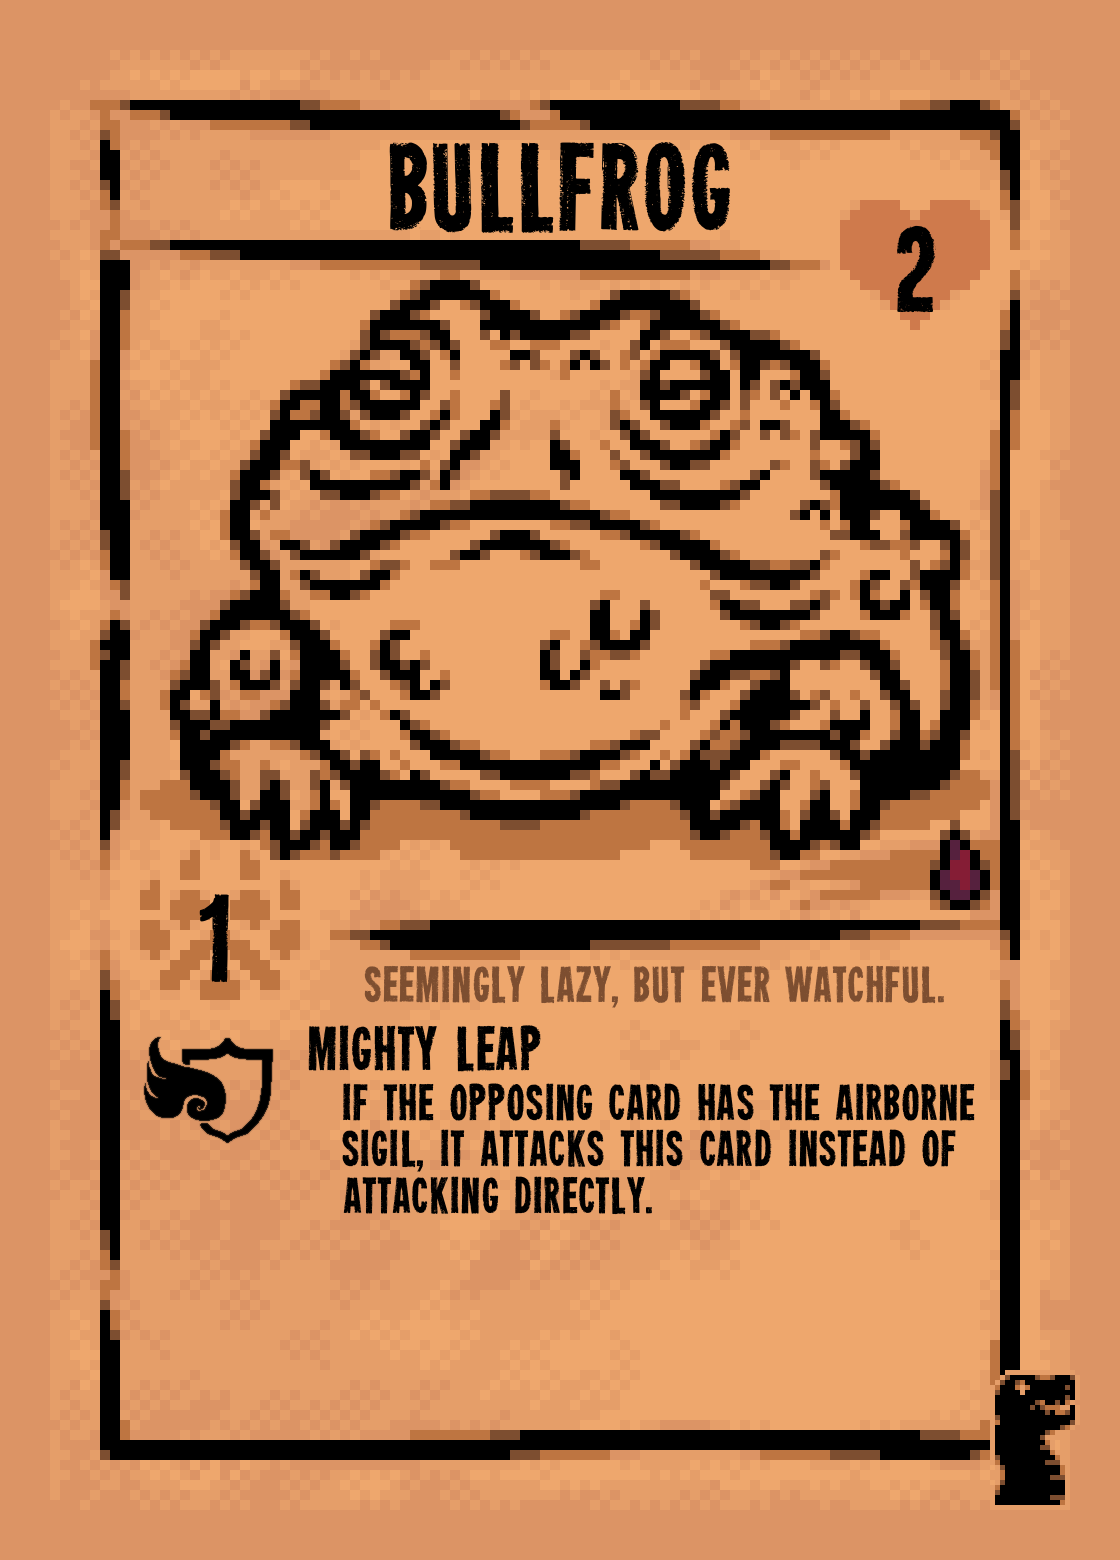 BULLFROG
2
1
SEEMINGLY LAZY, BUT EVER WATCHFUL.
MIGHTY LEAP
IF THE OPPOSING CARD HAS THE AIRBORNE
SIGIL, IT ATTACKS THIS CARD INSTEAD OF
ATTACKING DIRECTLY.